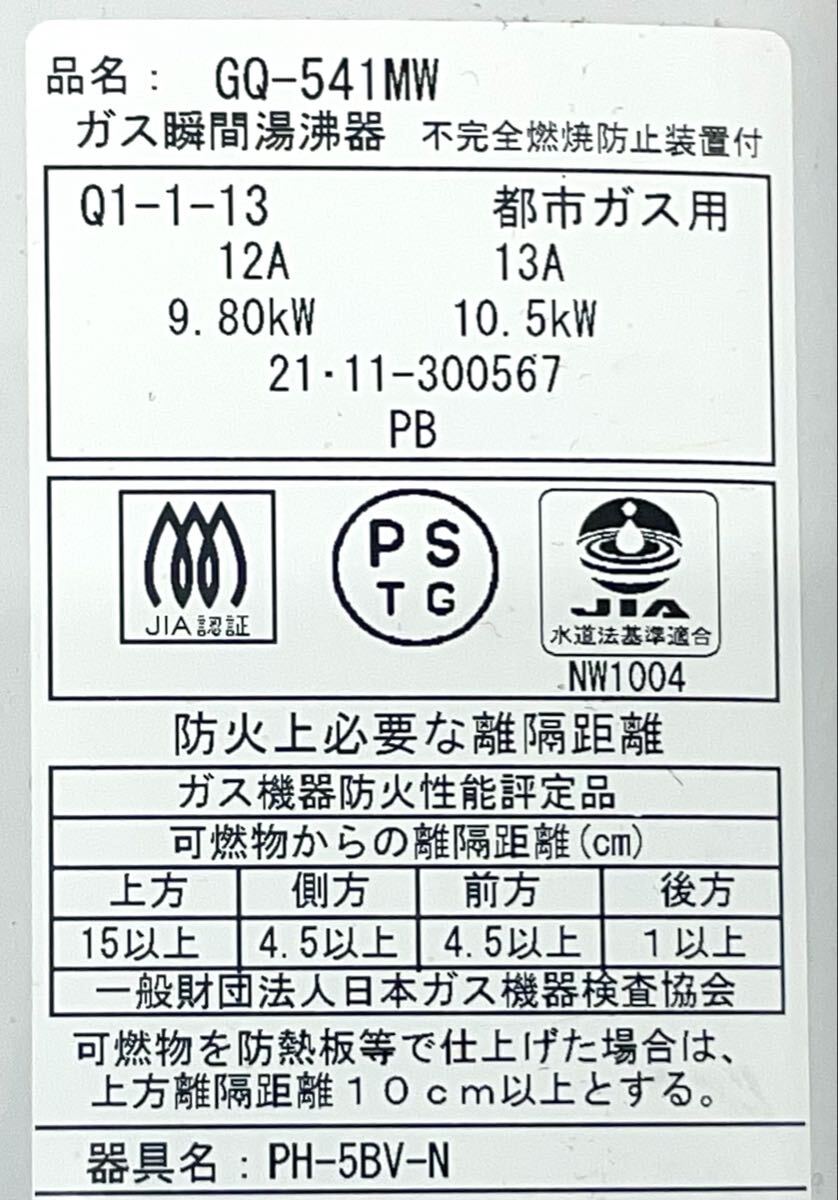 品名： GQ-541MW
ガス瞬間湯沸器 不完全燃焼防止装置付
Q1-1-13 都市ガス用
12A 13A
9.80kW 10.5kW
21・11-300567
PB
JIA認証
PS
TG
JIA
水道法基準適合
NW1004
防火上必要な離隔距離
ガス機器防火性能評定品
可燃物からの離隔距離(cm)
上方 側方 前方 後方
15以上 4.5以上 4.5以上 1以上
一般財団法人日本ガス機器検査協会
可燃物を防熱板等で仕上げた場合は、
上方離隔距離１０ｃｍ以上とする。
器具名：PH-5BV-N